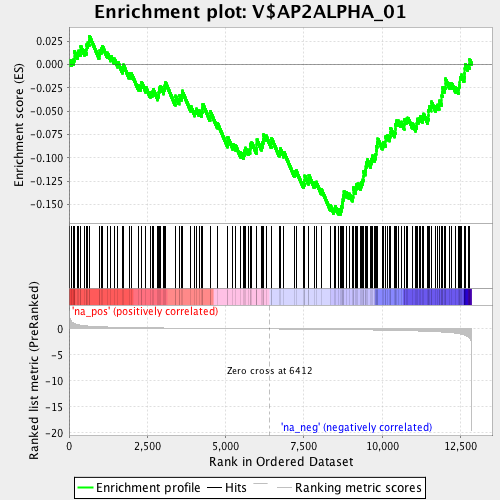 Enrichment plot: V$AP2ALPHA_01
Enrichment score (ES)
0.025
0.000
-0.025
-0.050
-0.075
-0.100
-0.125
-0.150
'na_pos' (positively correlated)
Ranked list metric (PreRanked)
0
-5
-10
-15
-20
Zero cross at 6412
'na_neg' (negatively correlated)
0
2,500
5,000
7,500
10,000
12,500
Rank in Ordered Dataset
Enrichment profile
Hits
Ranking metric scores